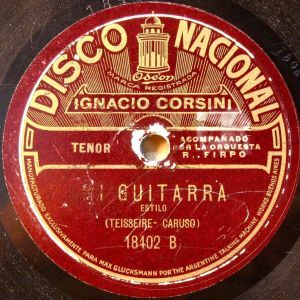 DISCO NACIONAL
Odeon
MARCA REGISTRADA
IGNACIO CORSINI
TENOR
ACOMPAÑADO
POR LA ORQUESTA
R. FIRPO
MI GUITARRA
ESTILO
(TEISSEIRE- CARUSO)
18402 B
MANUFACTURADO EXCLUSIVAMENTE PARA MAX GLUCKSMANN POR THE ARGENTINE TALKING MACHINE WORKS BUENOS AIRES